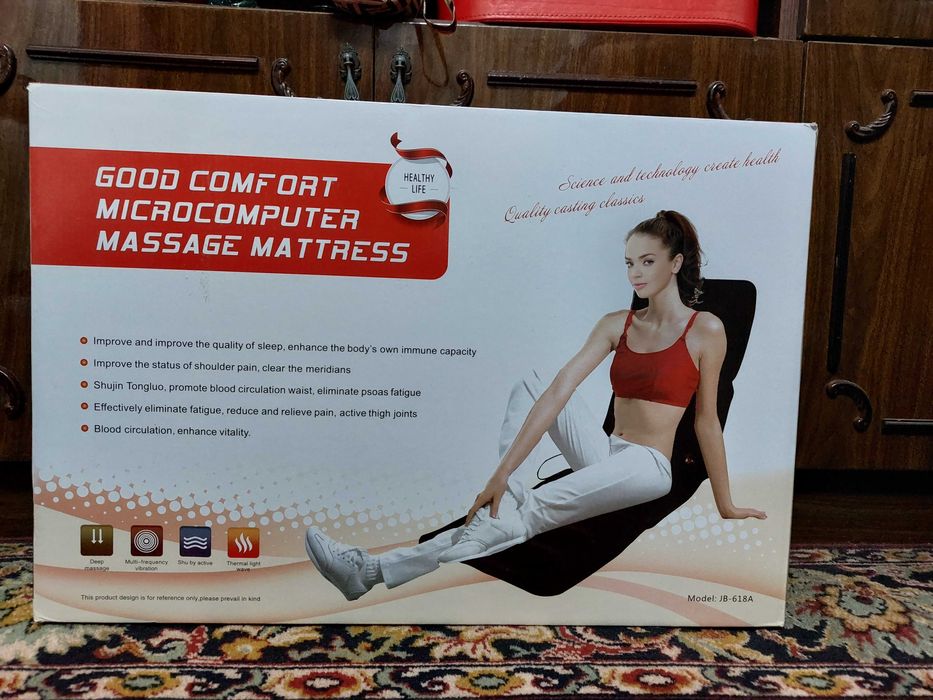 GOOD COMFORT
MICROCOMPUTER
MASSAGE MATTRESS
HEALTHY
LIFE
Science and technology create health
Quality casting classics
Improve and improve the quality of sleep, enhance the body's own immune capacity
Improve the status of shoulder pain, clear the meridians
Shujin Tongluo, promote blood circulation waist, eliminate psoas fatigue
Effectively eliminate fatigue, reduce and relieve pain, active thigh joints
Blood circulation, enhance vitality.
Deep
massage
Multi-frequency
vibration
Shu by active
Thermal light
wave
This product design is for reference only,please prevail in kind
Model: JB-618A